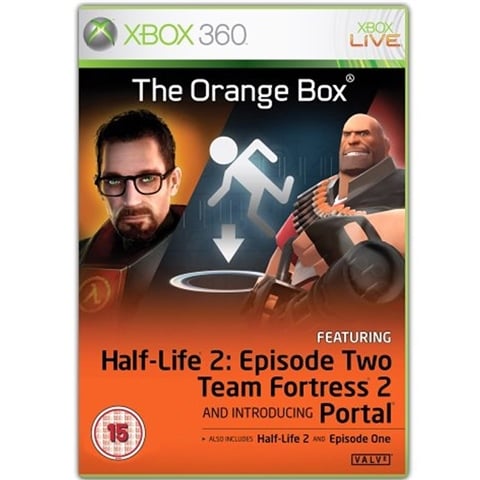 XBOX 360
XBOX
LIVE
The Orange Box
FEATURING
Half-Life 2: Episode Two
Team Fortress 2
AND INTRODUCING Portal
ALSO INCLUDES Half-Life 2 AND Episode One
15
VALVE